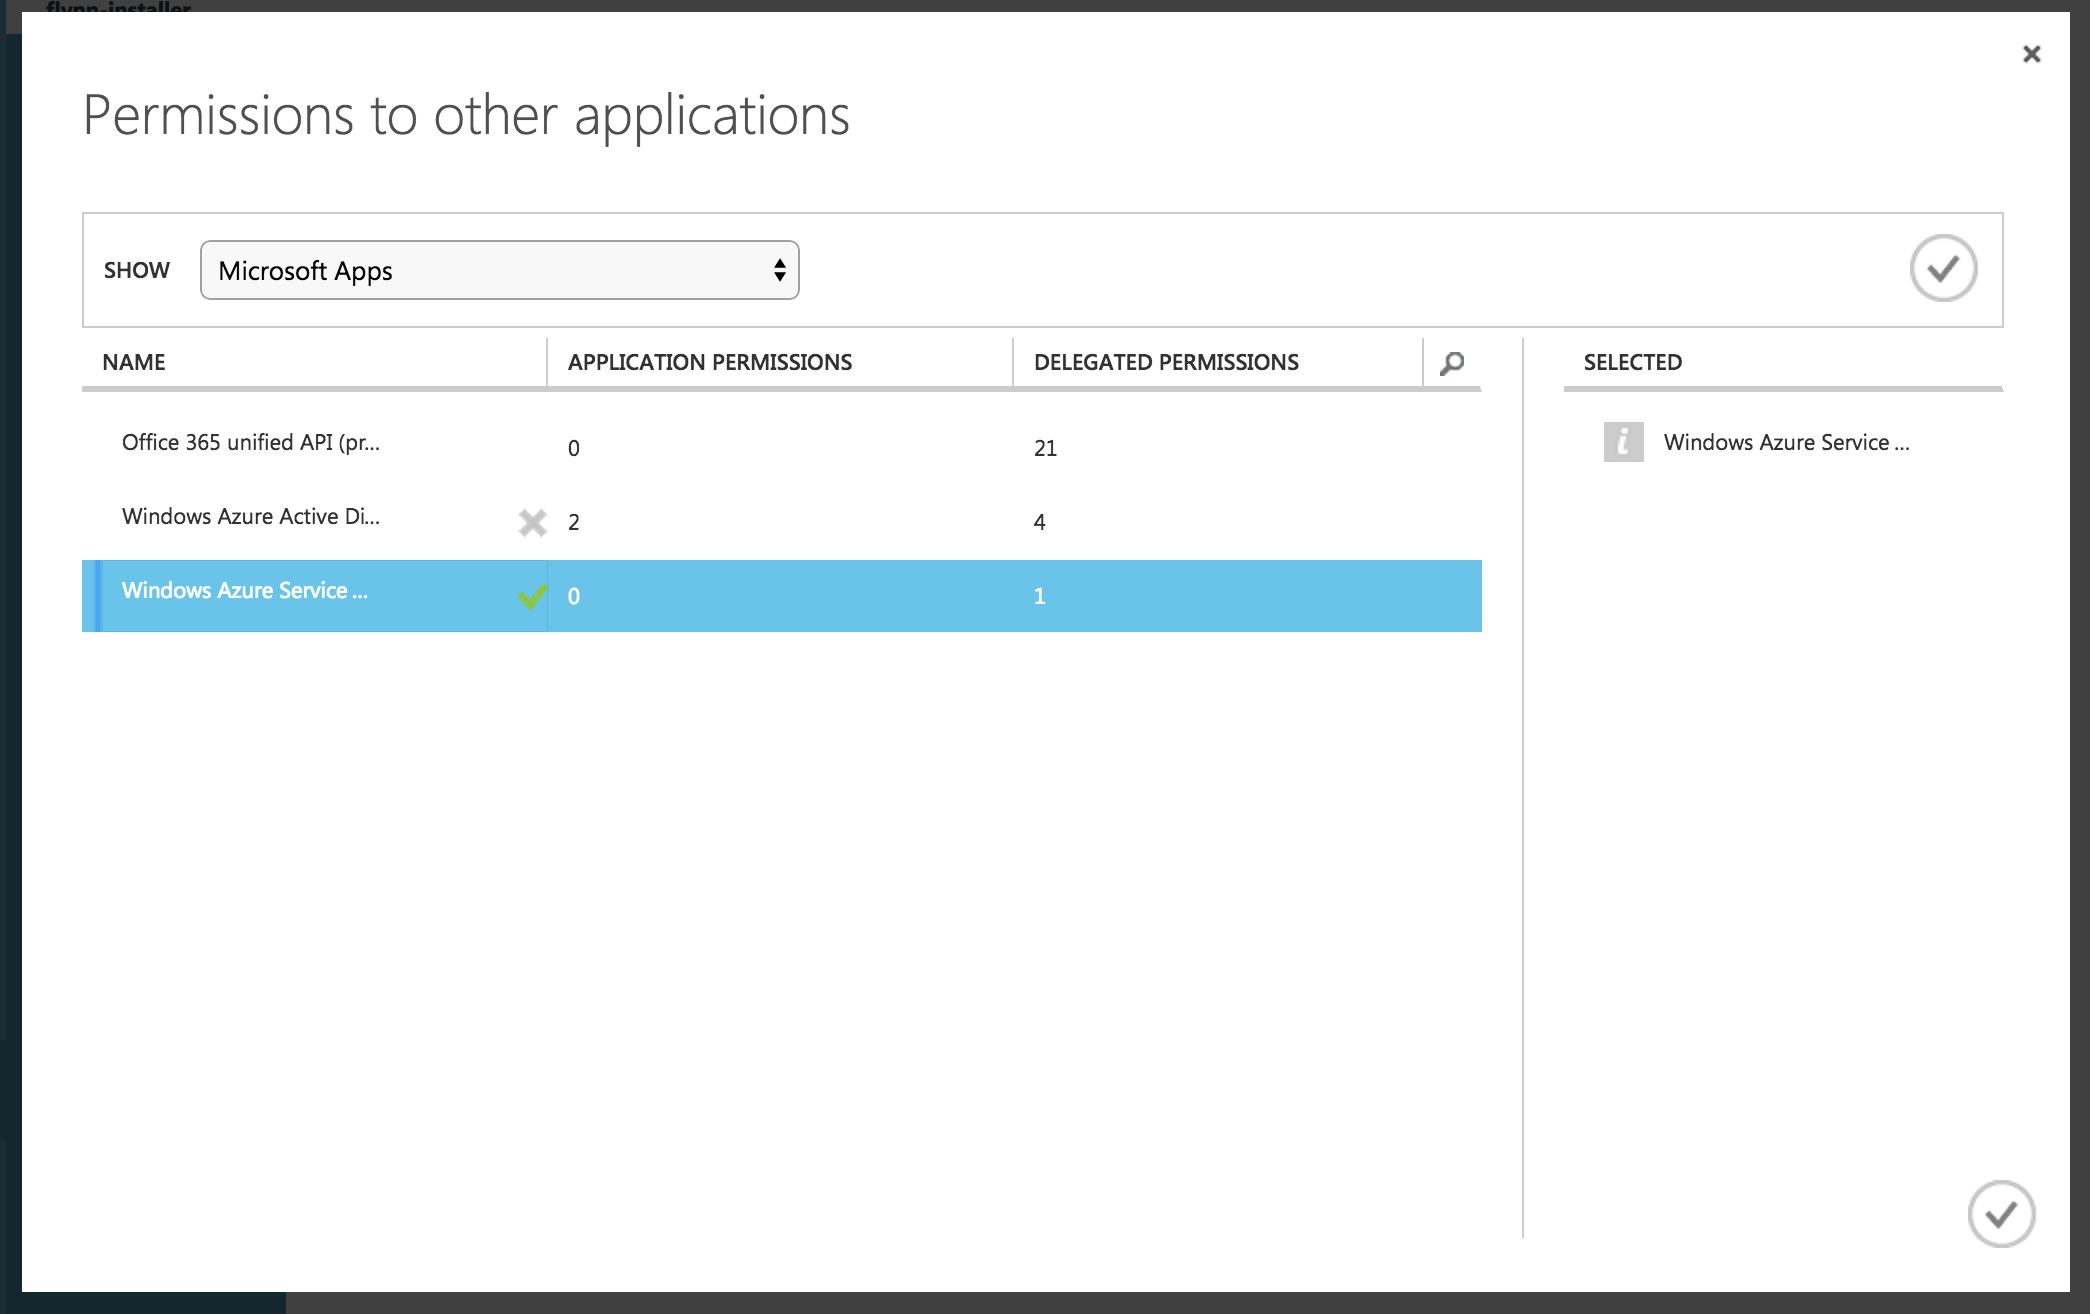 flynn-installer
Permissions to other applications
SHOW Microsoft Apps
NAME APPLICATION PERMISSIONS DELEGATED PERMISSIONS SELECTED
Office 365 unified API (pr... 0 21 Windows Azure Service ...
Windows Azure Active Di... 2 4
Windows Azure Service ... 0 1